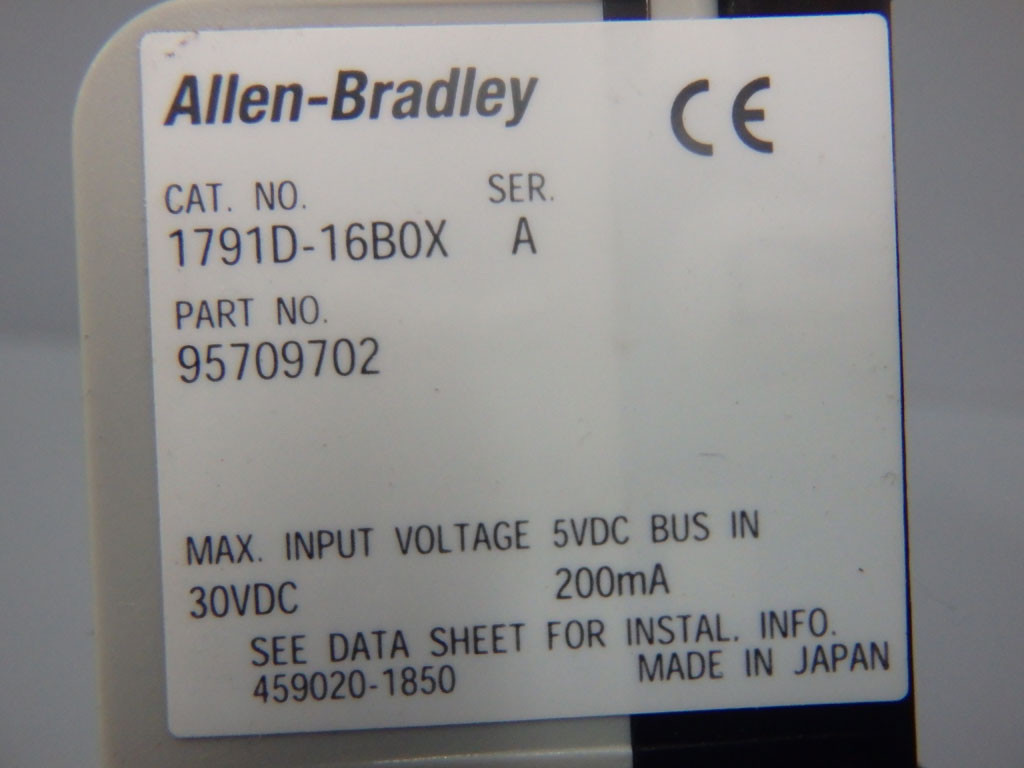 Allen-Bradley CE
CAT. NO. SER.
1791D-16B0X A
PART NO.
95709702
MAX. INPUT VOLTAGE 5VDC BUS IN
30VDC 200mA
SEE DATA SHEET FOR INSTAL. INFO.
459020-1850 MADE IN JAPAN